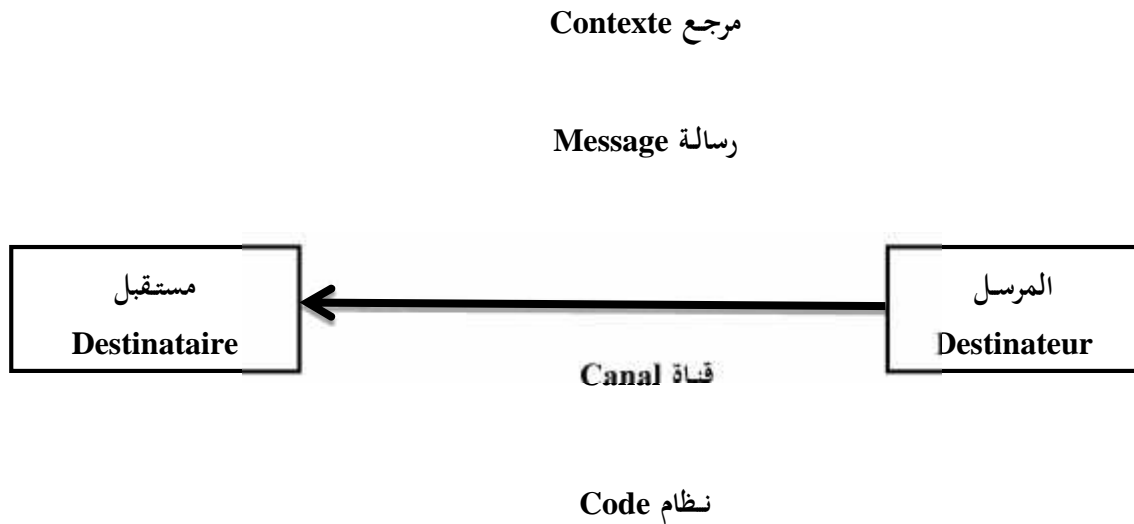 مرجع Contexte
رسالة Message
المرسل
Destinateur
مستقبل
Destinataire
قناة Canal
نظام Code